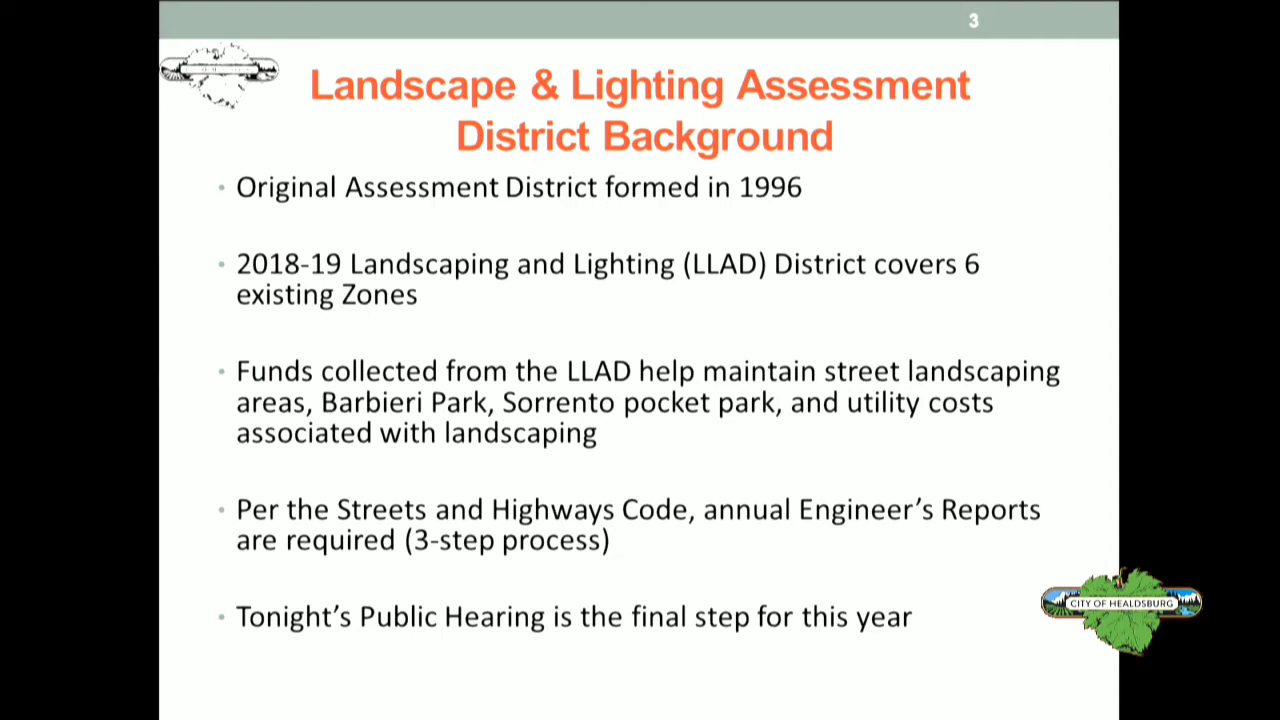 3
Landscape & Lighting Assessment
District Background
• Original Assessment District formed in 1996
• 2018-19 Landscaping and Lighting (LLAD) District covers 6
existing Zones
• Funds collected from the LLAD help maintain street landscaping
areas, Barbieri Park, Sorrento pocket park, and utility costs
associated with landscaping
• Per the Streets and Highways Code, annual Engineer’s Reports
are required (3-step process)
CITY OF HEALDSBURG
• Tonight’s Public Hearing is the final step for this year